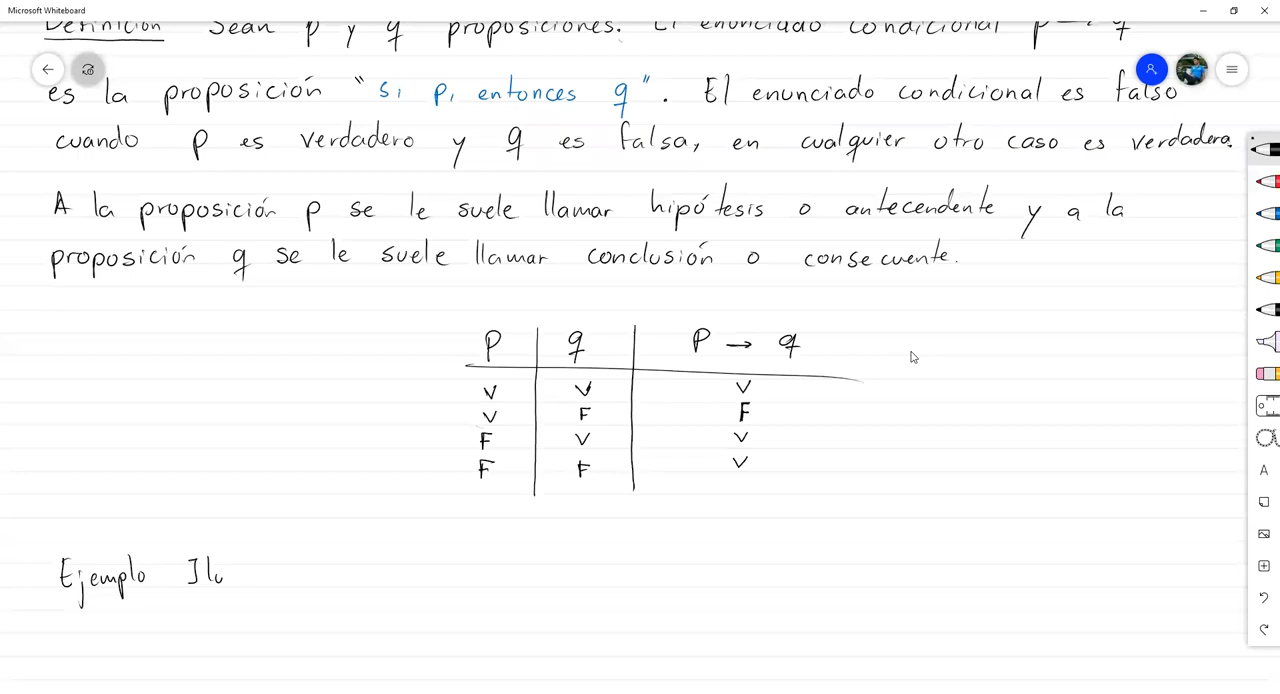 Microsoft Whiteboard
Definición Sean p y q proposiciones. El enunciado condicional p → q
es la proposición "si p, entonces q". El enunciado condicional es falso
cuando p es verdadero y q es falsa, en cualquier otro caso es verdadera.
A la proposición p se le suele llamar hipótesis o antecendente y a la
proposición q se le suele llamar conclusión o consecuente.
P q P → q
V V V
V F F
F V V
F F V
Ejemplo Ilu
A